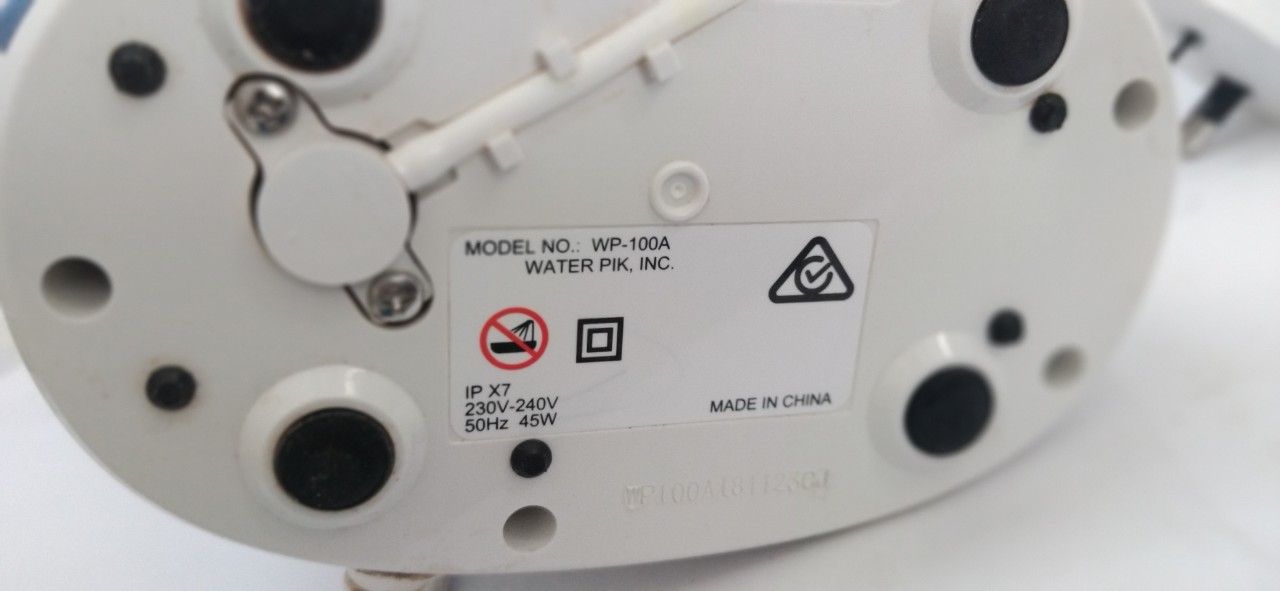 MODEL NO.: WP-100A
WATER PIK, INC.
IP X7
230V-240V
50Hz 45W
MADE IN CHINA